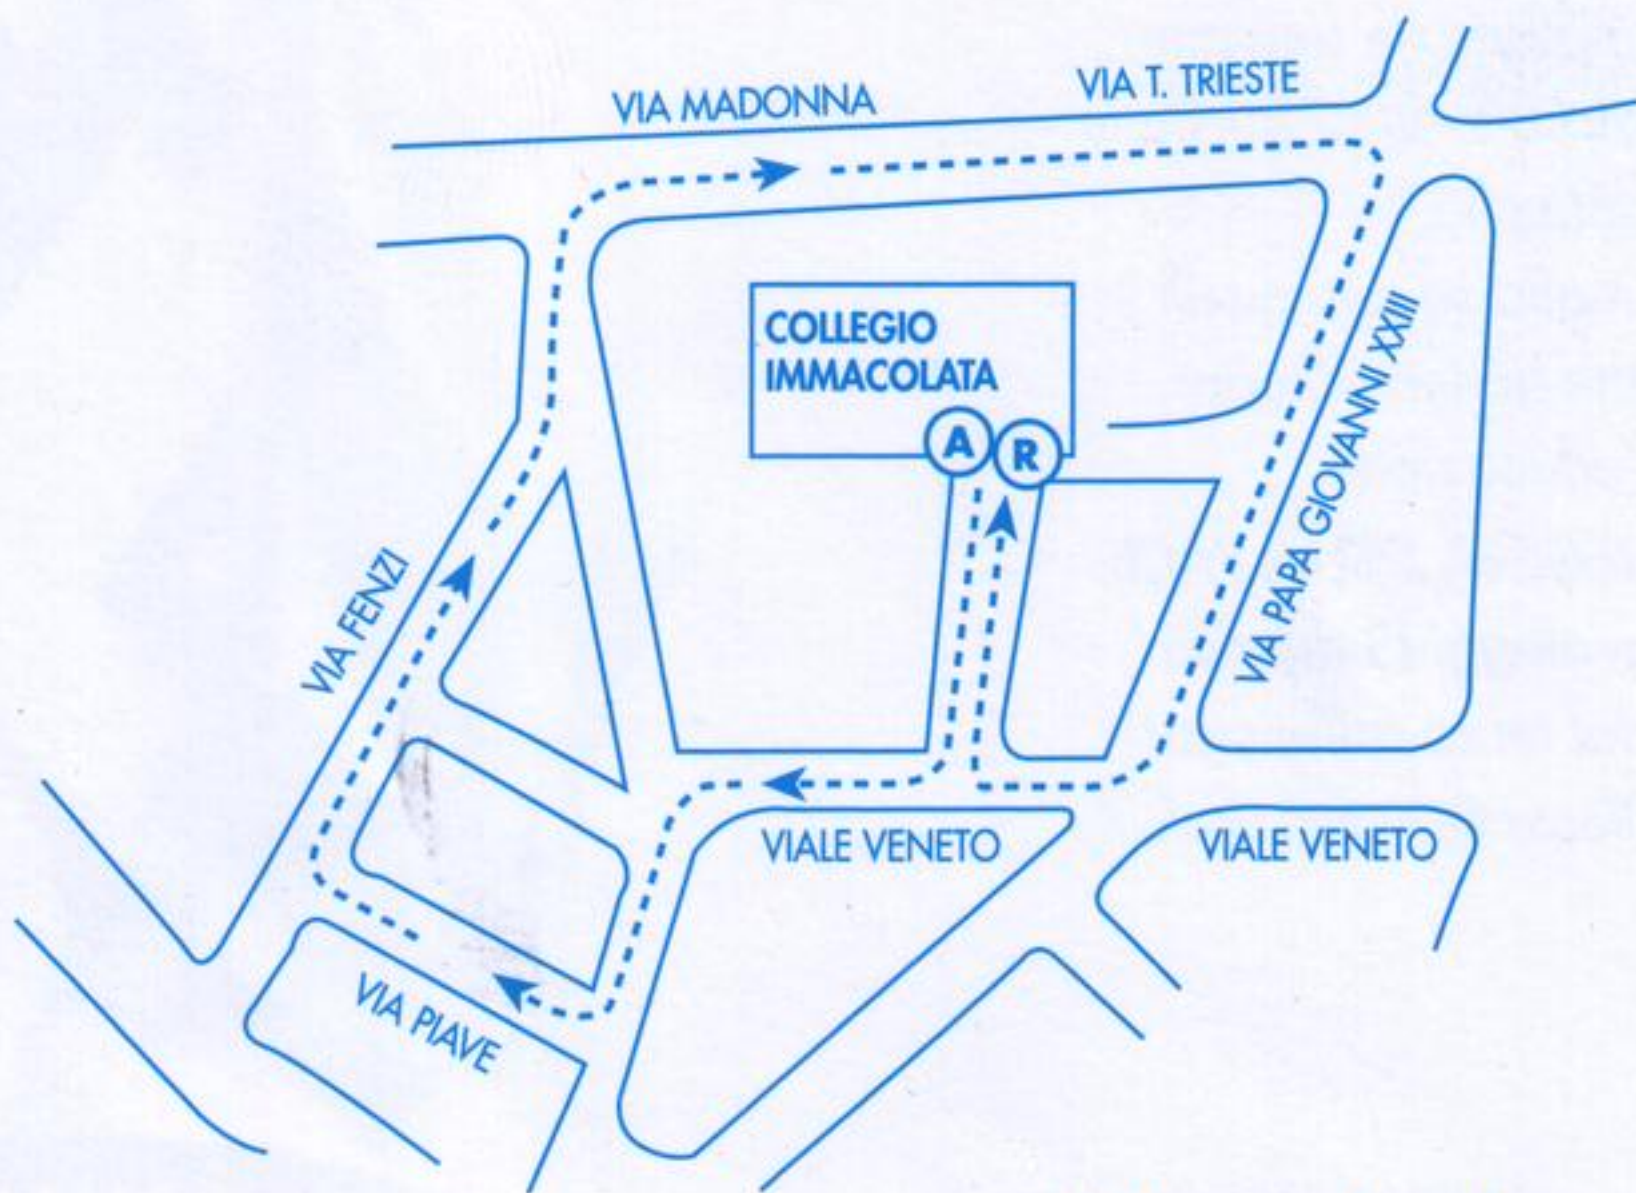 VIA MADONNA
VIA T. TRIESTE
COLLEGIO
IMMACOLATA
A
R
VIA PAPA GIOVANNI XXIII
VIA FENZI
VIALE VENETO
VIALE VENETO
VIA PIAVE